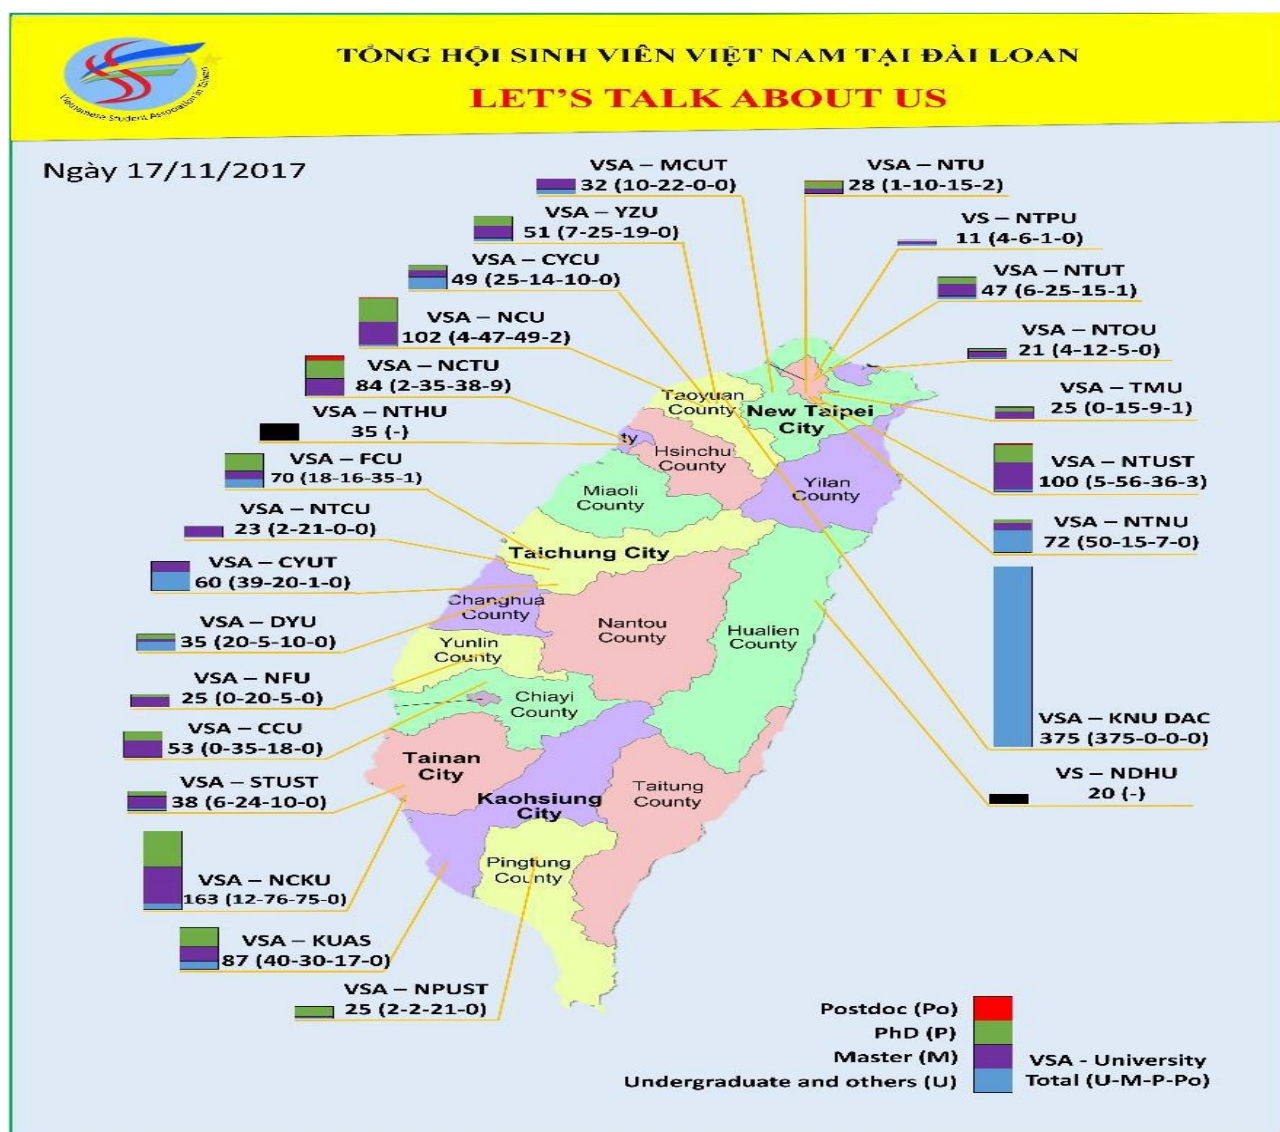 TỔNG HỘI SINH VIÊN VIỆT NAM TẠI ĐÀI LOAN
LET'S TALK ABOUT US
Vietnamese Student Association in Taiwan
Ngày 17/11/2017
VSA – MCUT
32 (10-22-0-0)
VSA – NTU
28 (1-10-15-2)
VSA – YZU
51 (7-25-19-0)
VS – NTPU
11 (4-6-1-0)
VSA – CYCU
49 (25-14-10-0)
VSA – NTUT
47 (6-25-15-1)
VSA – NCU
102 (4-47-49-2)
VSA – NTOU
21 (4-12-5-0)
VSA – NCTU
84 (2-35-38-9)
VSA – TMU
25 (0-15-9-1)
VSA – NTHU
35 (-)
VSA – FCU
70 (18-16-35-1)
VSA – NTUST
100 (5-56-36-3)
VSA – NTCU
23 (2-21-0-0)
VSA – NTNU
72 (50-15-7-0)
VSA – CYUT
60 (39-20-1-0)
VSA – DYU
35 (20-5-10-0)
VSA – NFU
25 (0-20-5-0)
VSA – CCU
53 (0-35-18-0)
VSA – KNU DAC
375 (375-0-0-0)
VSA – STUST
38 (6-24-10-0)
VS – NDHU
20 (-)
VSA – NCKU
163 (12-76-75-0)
VSA – KUAS
87 (40-30-17-0)
VSA – NPUST
25 (2-2-21-0)
Taoyuan
County
New Taipei
City
ty
Hsinchu
County
Yilan
County
Miaoli
County
Taichung City
Changhua
County
Nantou
County
Hualien
County
Yunlin
County
Chiayi
County
Tainan
City
Kaohsiung
City
Taitung
County
Pingtung
County
Postdoc (Po)
PhD (P)
Master (M)
Undergraduate and others (U)
VSA - University
Total (U-M-P-Po)